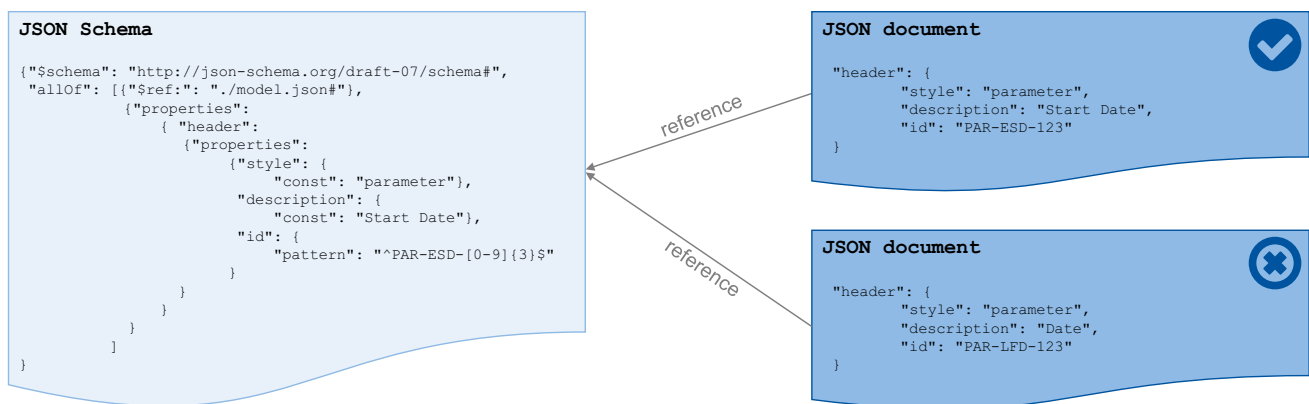 JSON Schema
{"$schema": "http://json-schema.org/draft-07/schema#",
"allOf": [{"$ref:": "./model.json#"},
{"properties":
{ "header":
{"properties":
{"style": {
"const": "parameter"},
"description": {
"const": "Start Date"},
"id": {
"pattern": "^PAR-ESD-[0-9]{3}$"
}
}
}
}
]
}
reference
reference
JSON document
"header": {
"style": "parameter",
"description": "Start Date",
"id": "PAR-ESD-123"
}
JSON document
"header": {
"style": "parameter",
"description": "Date",
"id": "PAR-LFD-123"
}